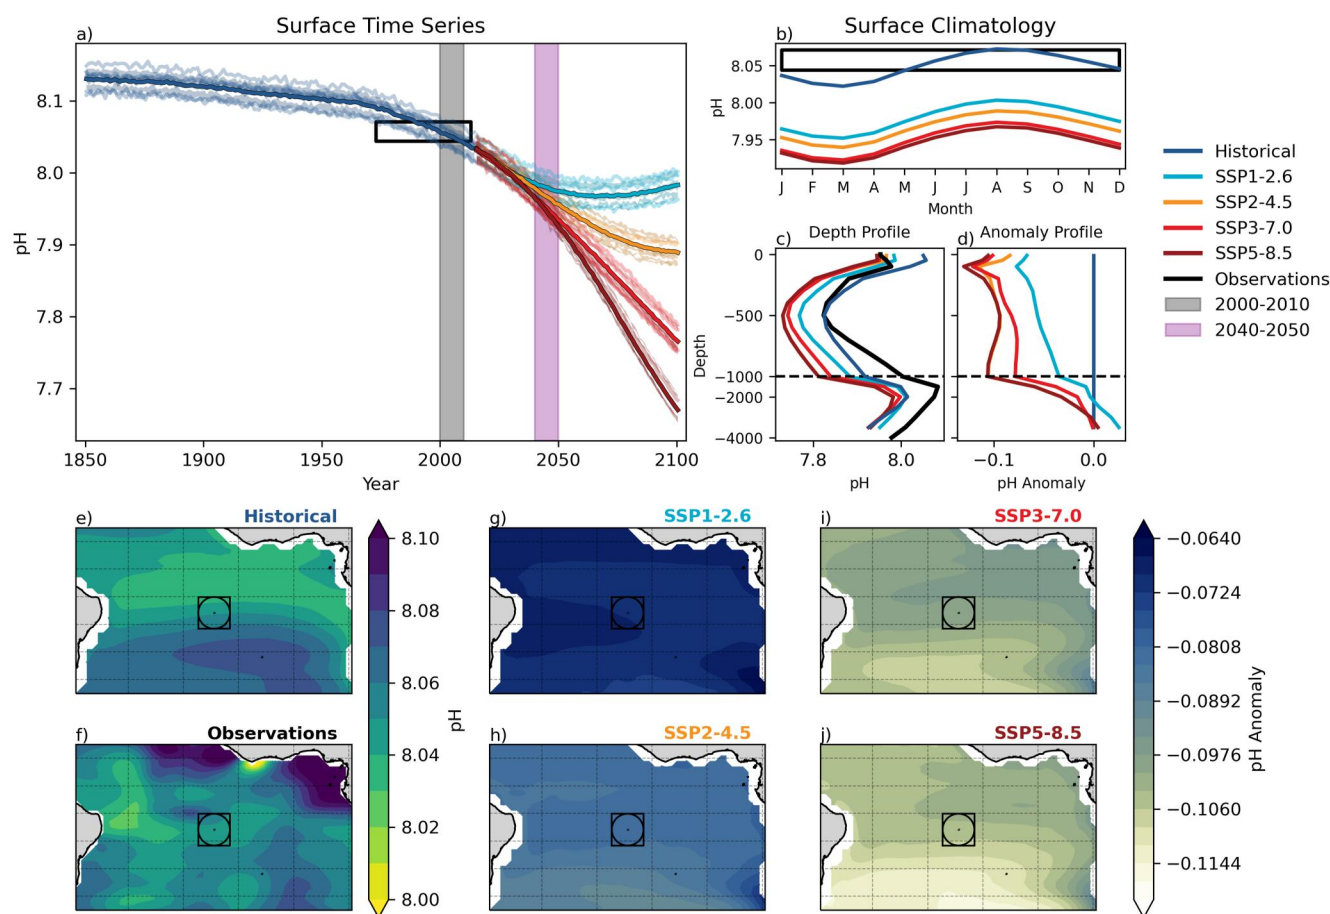 Surface Time Series
a)
pH
8.1
8.0
7.9
7.8
7.7
1850
1900
1950
2000
2050
2100
Year
Surface Climatology
b)
pH
8.05
8.00
7.95
J F M A M J J A S O N D
Month
Historical
SSP1-2.6
SSP2-4.5
SSP3-7.0
SSP5-8.5
Observations
2000-2010
2040-2050
c) Depth Profile
Depth
0
−500
−1000
−2000
−4000
7.8 8.0
pH
d) Anomaly Profile
−0.1 0.0
pH Anomaly
e) Historical
f) Observations
8.10
8.08
8.06
8.04
8.02
8.00
pH
g) SSP1-2.6
h) SSP2-4.5
i) SSP3-7.0
j) SSP5-8.5
−0.0640
−0.0724
−0.0808
−0.0892
−0.0976
−0.1060
−0.1144
pH Anomaly